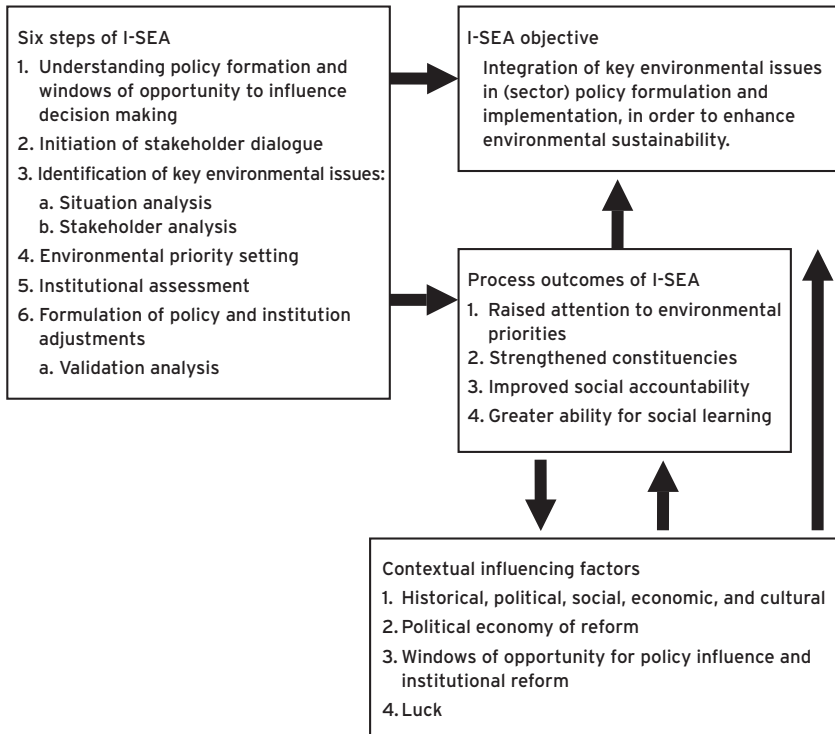 Six steps of I-SEA
1. Understanding policy formation and
windows of opportunity to influence
decision making
2. Initiation of stakeholder dialogue
3. Identification of key environmental issues:
a. Situation analysis
b. Stakeholder analysis
4. Environmental priority setting
5. Institutional assessment
6. Formulation of policy and institution
adjustments
a. Validation analysis
I-SEA objective
Integration of key environmental issues
in (sector) policy formulation and
implementation, in order to enhance
environmental sustainability.
Process outcomes of I-SEA
1. Raised attention to environmental
priorities
2. Strengthened constituencies
3. Improved social accountability
4. Greater ability for social learning
Contextual influencing factors
1. Historical, political, social, economic, and cultural
2. Political economy of reform
3. Windows of opportunity for policy influence and
institutional reform
4. Luck